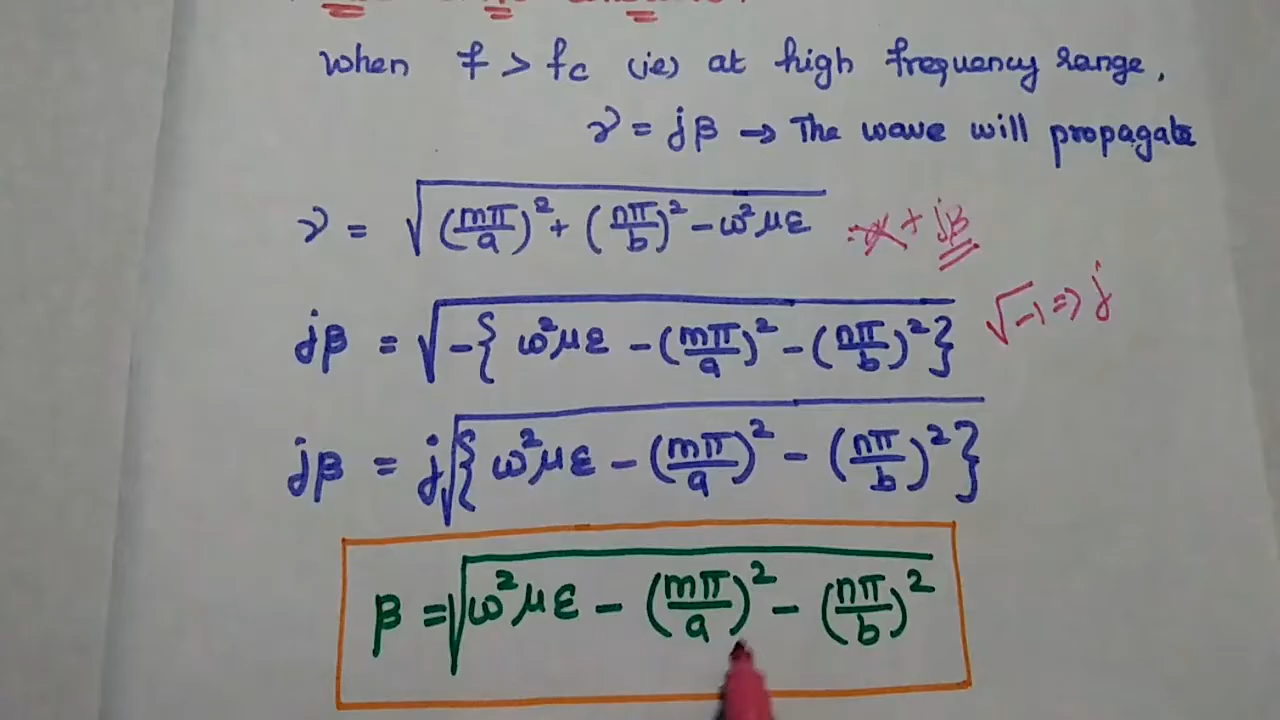 when f > fc (ie) at high frequency range,
γ = jβ → The wave will propagate
γ = √(mπ/a)² + (nπ/b)² - ω²με = α + jβ
jβ = √-{ω²με - (mπ/a)² - (nπ/b)²} √-1 ⇒ j
jβ = j√{ω²με - (mπ/a)² - (nπ/b)²}
β = √ω²με - (mπ/a)² - (nπ/b)²